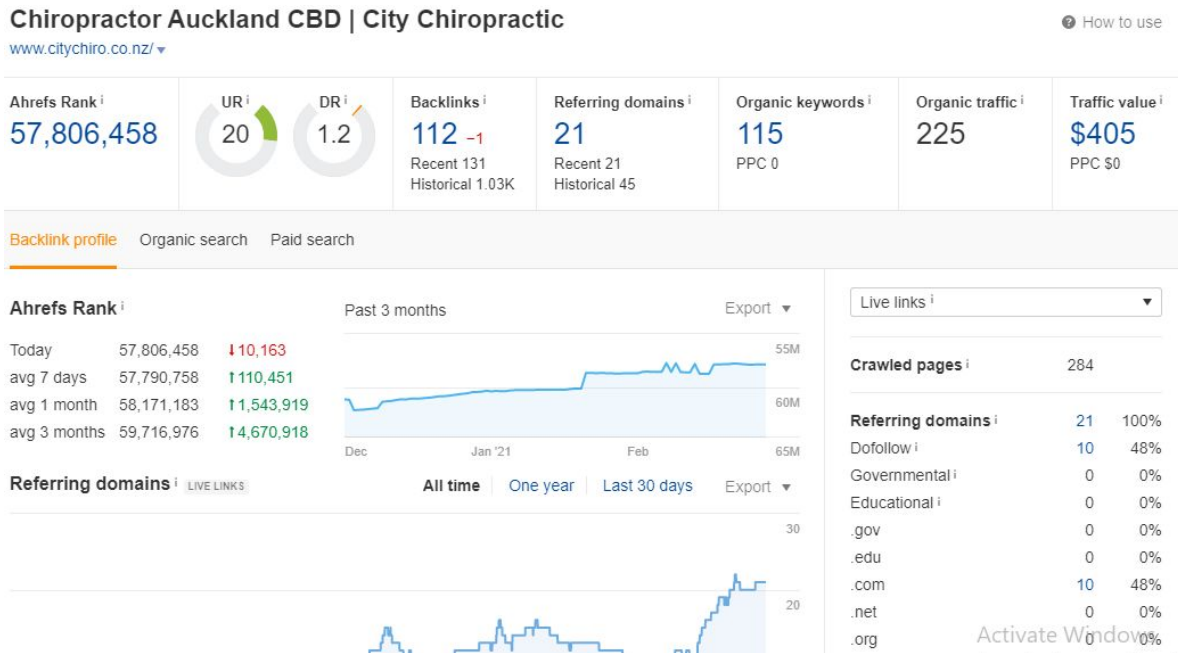 Chiropractor Auckland CBD | City Chiropractic
How to use
www.citychiro.co.nz/
Ahrefs Rank i
57,806,458
UR i
20
DR i
1.2
Backlinks i
112 -1
Recent 131
Historical 1.03K
Referring domains i
21
Recent 21
Historical 45
Organic keywords i
115
PPC 0
Organic traffic i
225
Traffic value i
$405
PPC $0
Backlink profile Organic search Paid search
Ahrefs Rank i
Today 57,806,458 ↓10,163
avg 7 days 57,790,758 ↑110,451
avg 1 month 58,171,183 ↑1,543,919
avg 3 months 59,716,976 ↑4,670,918
Past 3 months Export
55M
60M
65M
Dec Jan '21 Feb
Referring domains i LIVE LINKS
All time One year Last 30 days Export
30
20
Live links i
Crawled pages i 284
Referring domains i 21 100%
Dofollow i 10 48%
Governmental i 0 0%
Educational i 0 0%
.gov 0 0%
.edu 0 0%
.com 10 48%
.net 0 0%
.org 0 0%
Activate Windows